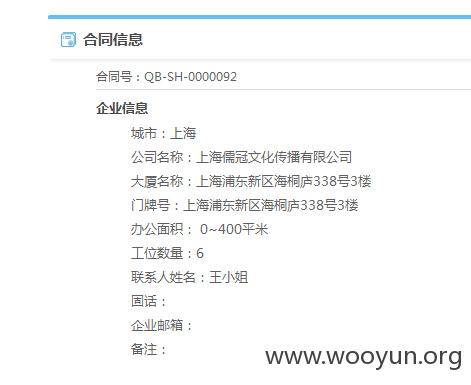 合同信息
合同号：QB-SH-0000092
企业信息
城市：上海
公司名称：上海儒冠文化传播有限公司
大厦名称：上海浦东新区海桐庐338号3楼
门牌号：上海浦东新区海桐庐338号3楼
办公面积： 0~400平米
工位数量：6
联系人姓名：王小姐
固话：
企业邮箱：
备注：
www.wooyun.org